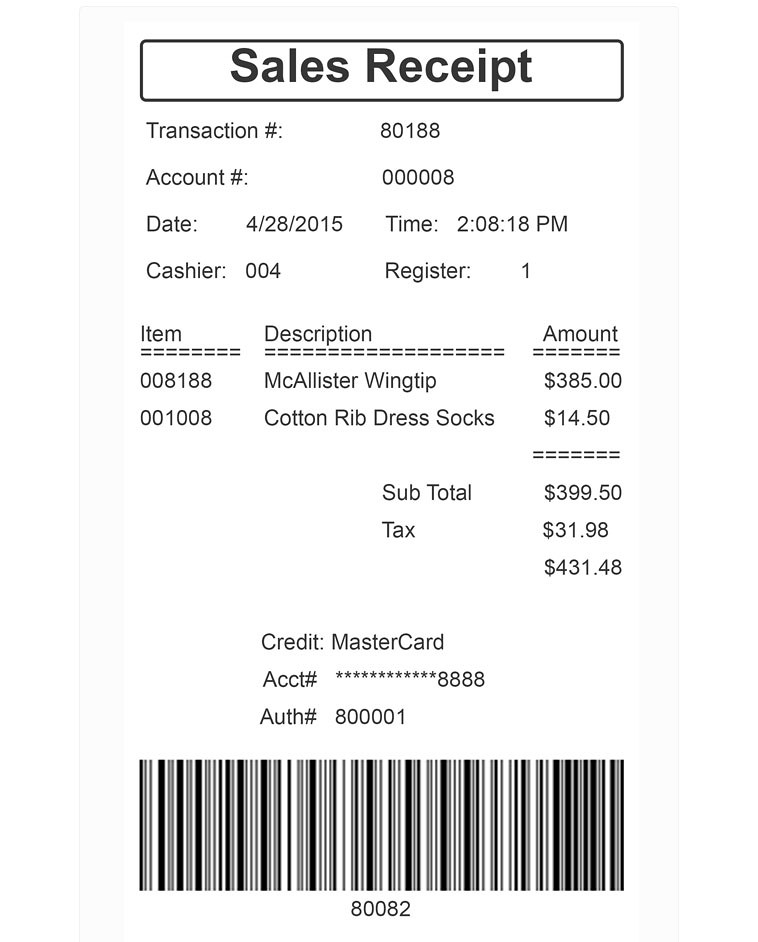 Sales Receipt
Transaction #: 80188
Account #: 000008
Date: 4/28/2015 Time: 2:08:18 PM
Cashier: 004 Register: 1
Item Description Amount
======== =================== =======
008188 McAllister Wingtip $385.00
001008 Cotton Rib Dress Socks $14.50
=======
Sub Total $399.50
Tax $31.98
$431.48
Credit: MasterCard
Acct# ************8888
Auth# 800001
80082